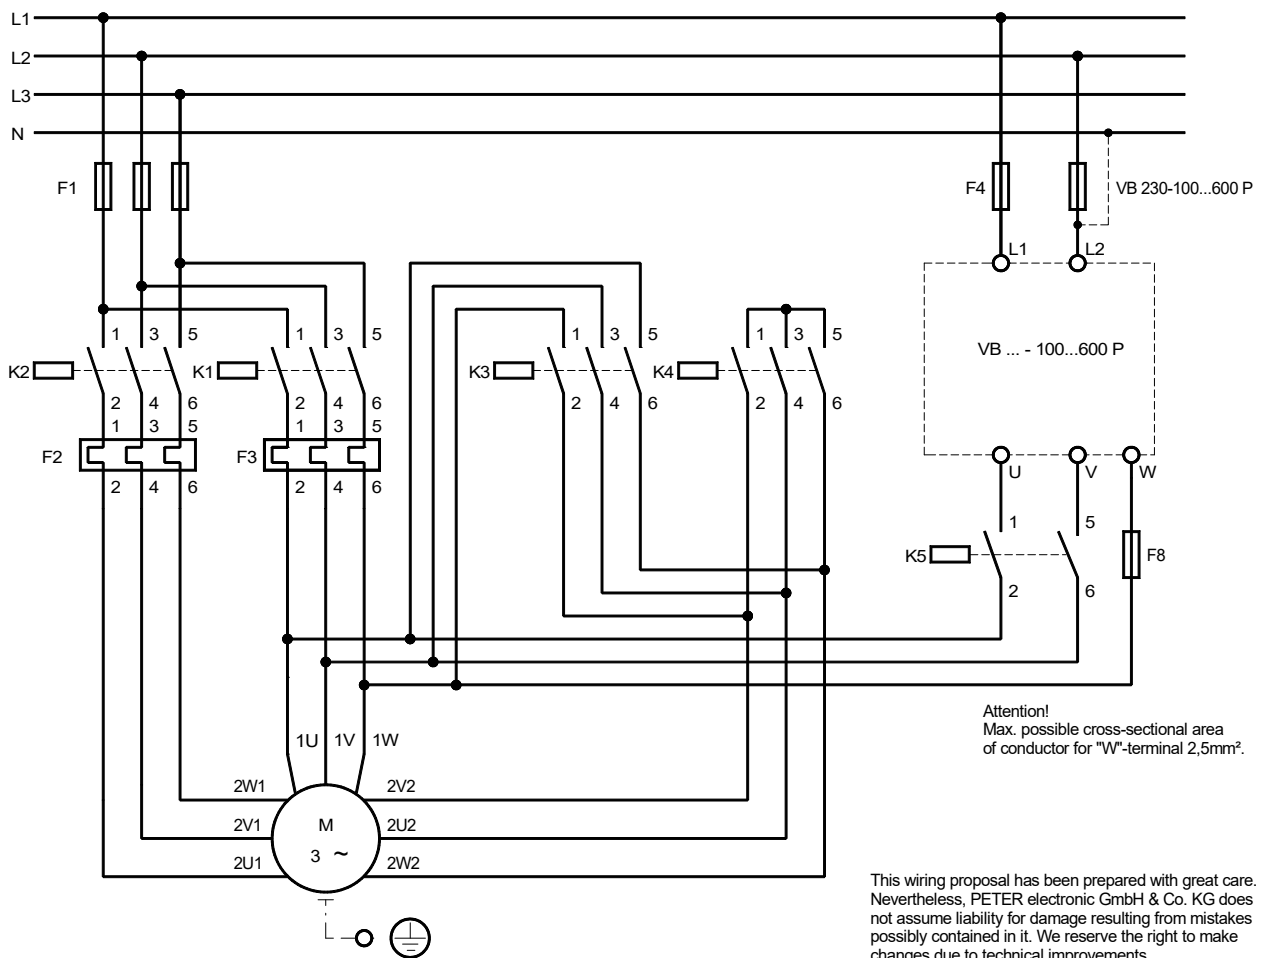 L1
L2
L3
N
F1
F4
VB 230-100...600 P
L1 L2
1 3 5 1 3 5 1 3 5 1 3 5
VB ... - 100...600 P
K2 K1 K3 K4
2 4 6 2 4 6 2 4 6 2 4 6
1 3 5 1 3 5
F2 F3
U V W
2 4 6 2 4 6
1 5
K5 F8
2 6
Attention!
Max. possible cross-sectional area
of conductor for "W"-terminal 2,5mm².
1U 1V 1W
2W1 2V2
2V1 M 2U2
3 ~
2U1 2W2
This wiring proposal has been prepared with great care.
Nevertheless, PETER electronic GmbH & Co. KG does
not assume liability for damage resulting from mistakes
possibly contained in it. We reserve the right to make
changes due to technical improvements.